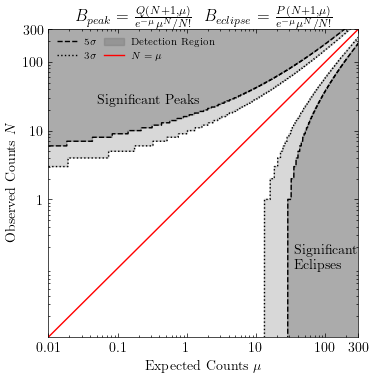 B_{peak} = \frac{Q(N+1,\mu)}{e^{-\mu}\mu^N/N!} B_{eclipse} = \frac{P(N+1,\mu)}{e^{-\mu}\mu^N/N!}
300
5σ Detection Region
3σ N = μ
100
Significant Peaks
10
1
Significant
Eclipses
Observed Counts N
0.01 0.1 1 10 100 300
Expected Counts μ